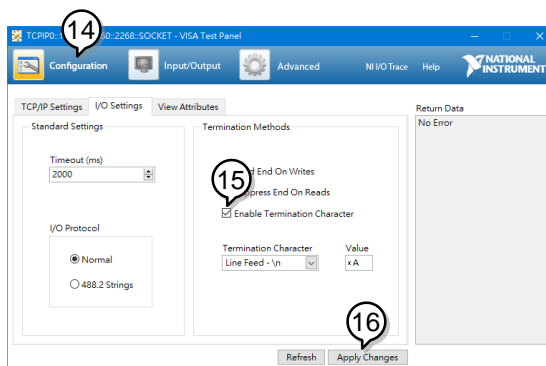 TCPIP0::1 60::2268::SOCKET - VISA Test Panel
14
Configuration Input/Output Advanced NI I/O Trace Help NATIONAL INSTRUMENT
TCP/IP Settings I/O Settings View Attributes Return Data
Standard Settings Termination Methods No Error
Timeout (ms)
2000
End On Writes
15
End On Reads
Enable Termination Character
I/O Protocol
Termination Character Value
Normal Line Feed - \n xA
488.2 Strings
16
Refresh Apply Changes